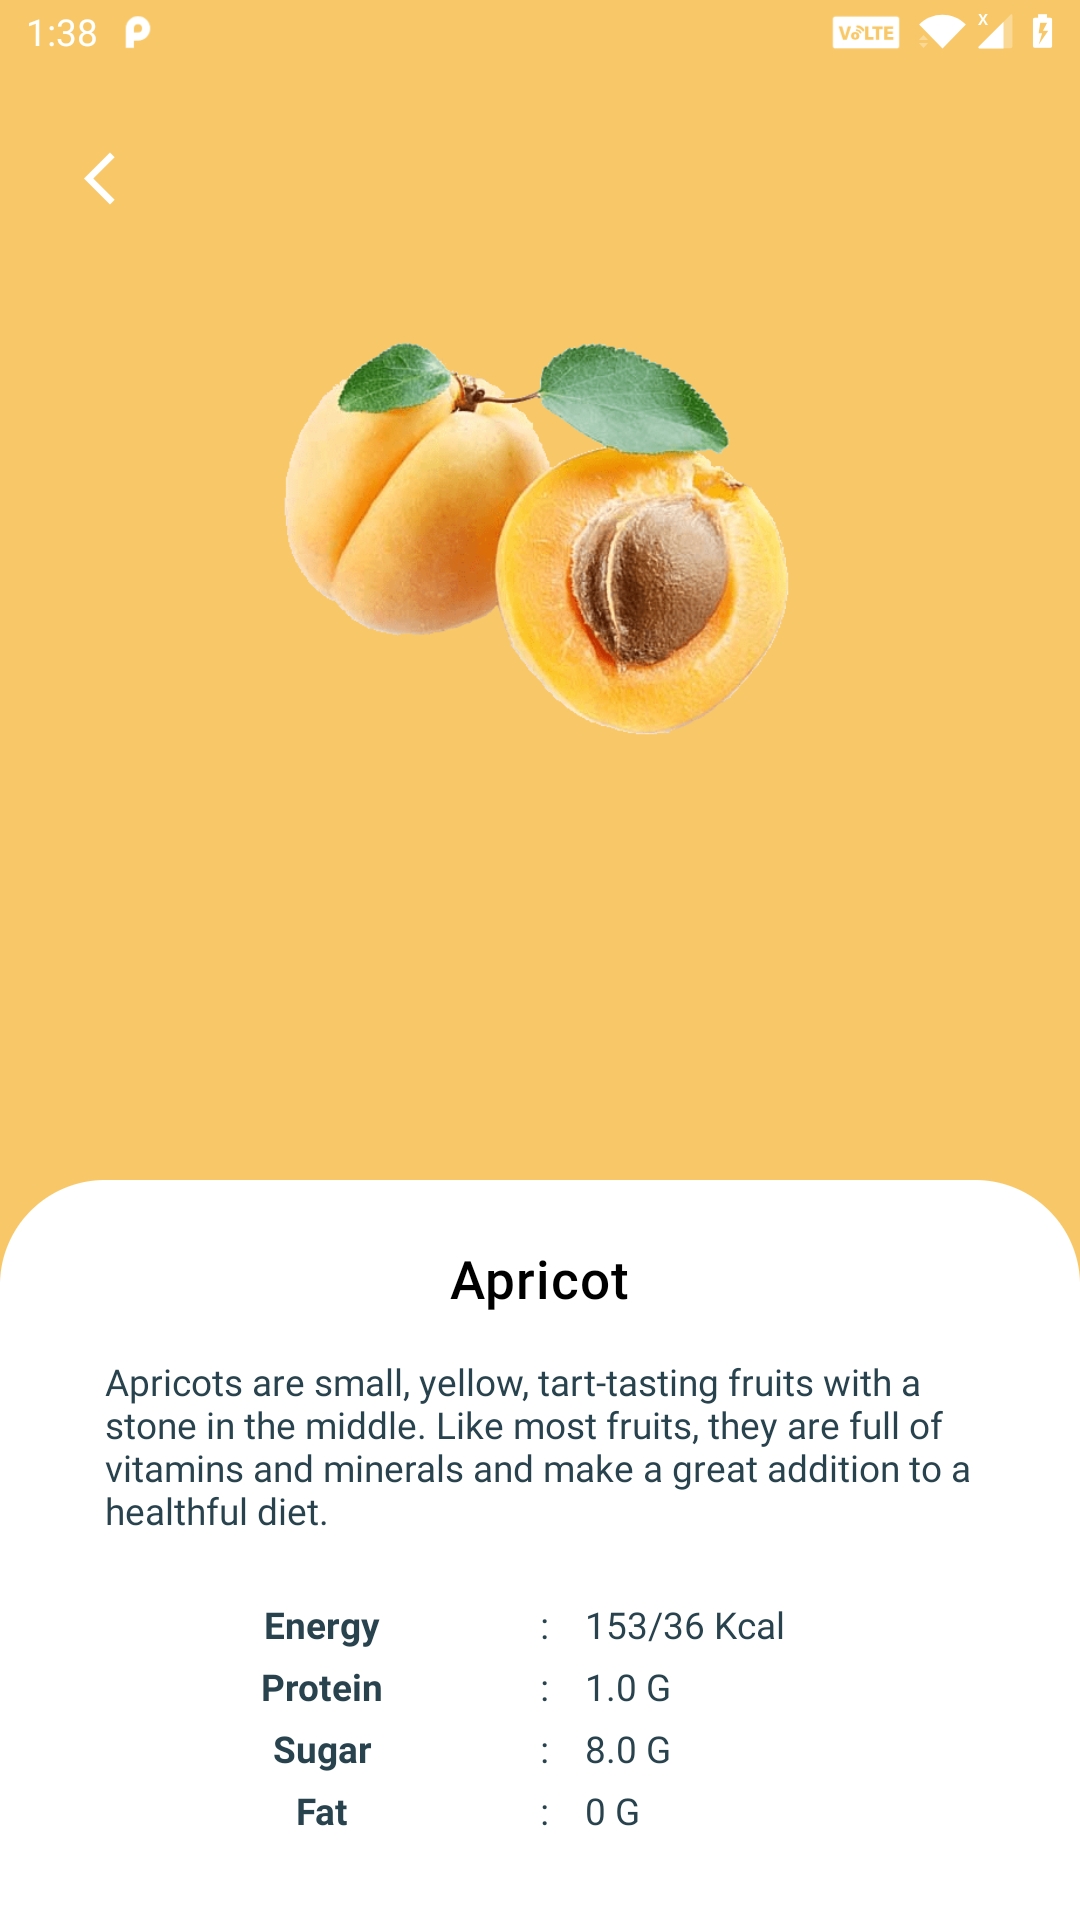 1:38
VoLTE
x
Apricot
Apricots are small, yellow, tart-tasting fruits with a
stone in the middle. Like most fruits, they are full of
vitamins and minerals and make a great addition to a
healthful diet.
Energy : 153/36 Kcal
Protein : 1.0 G
Sugar : 8.0 G
Fat : 0 G